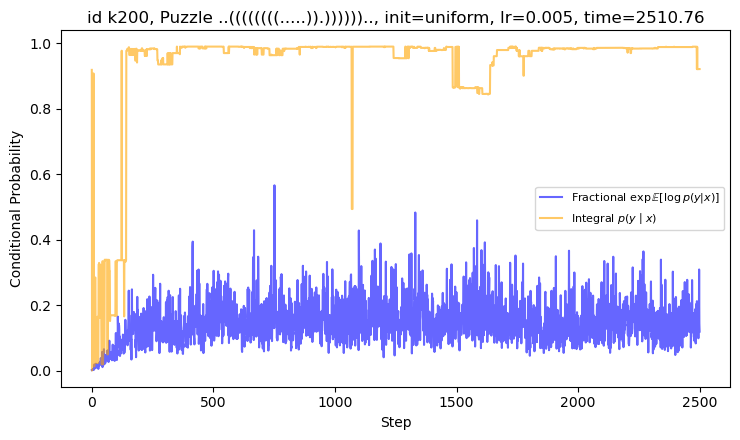 id k200, Puzzle ..((((((((.....)).)))))).., init=uniform, lr=0.005, time=2510.76
Conditional Probability
1.0
0.8
0.6
0.4
0.2
0.0
Fractional exp𝔼[log p(y|x)]
Integral p(y | x)
0
500
1000
1500
2000
2500
Step